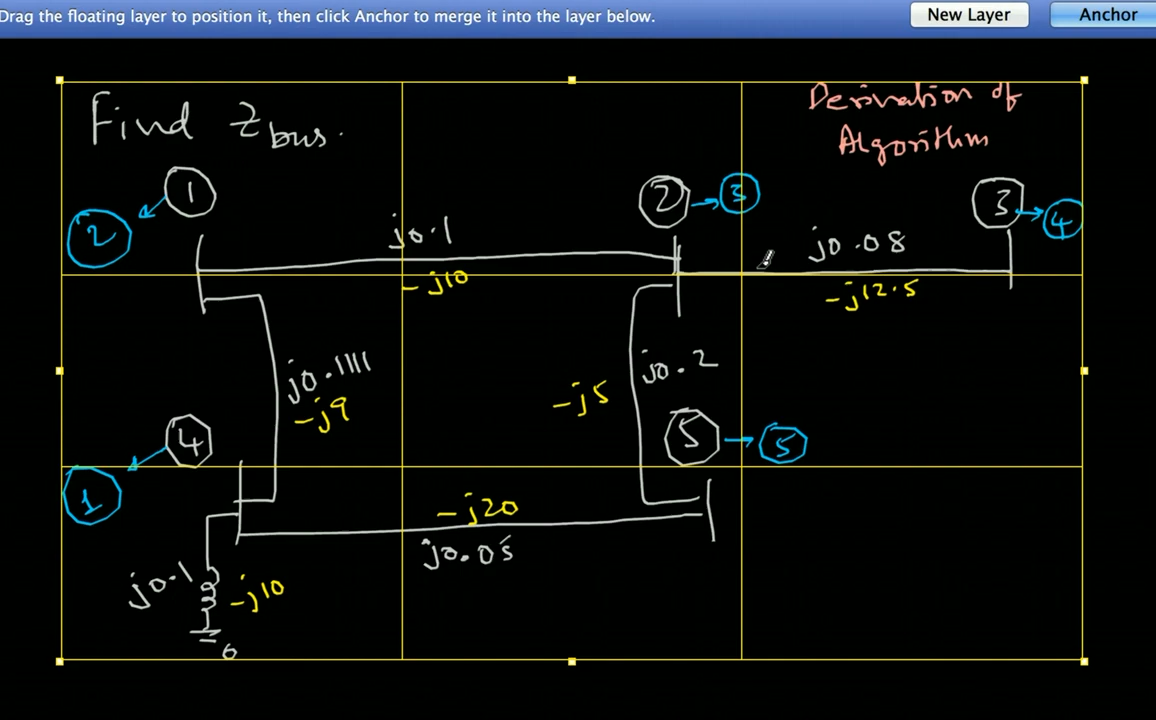 Drag the floating layer to position it, then click Anchor to merge it into the layer below.
New Layer
Anchor
Find Zbus.
Derivation of
Algorithm
1
2
2
3
3
4
j0.1
-j10
j0.08
-j12.5
j0.1111
-j9
j0.2
-j5
4
1
5
5
-j20
j0.05
j0.1
-j10
0